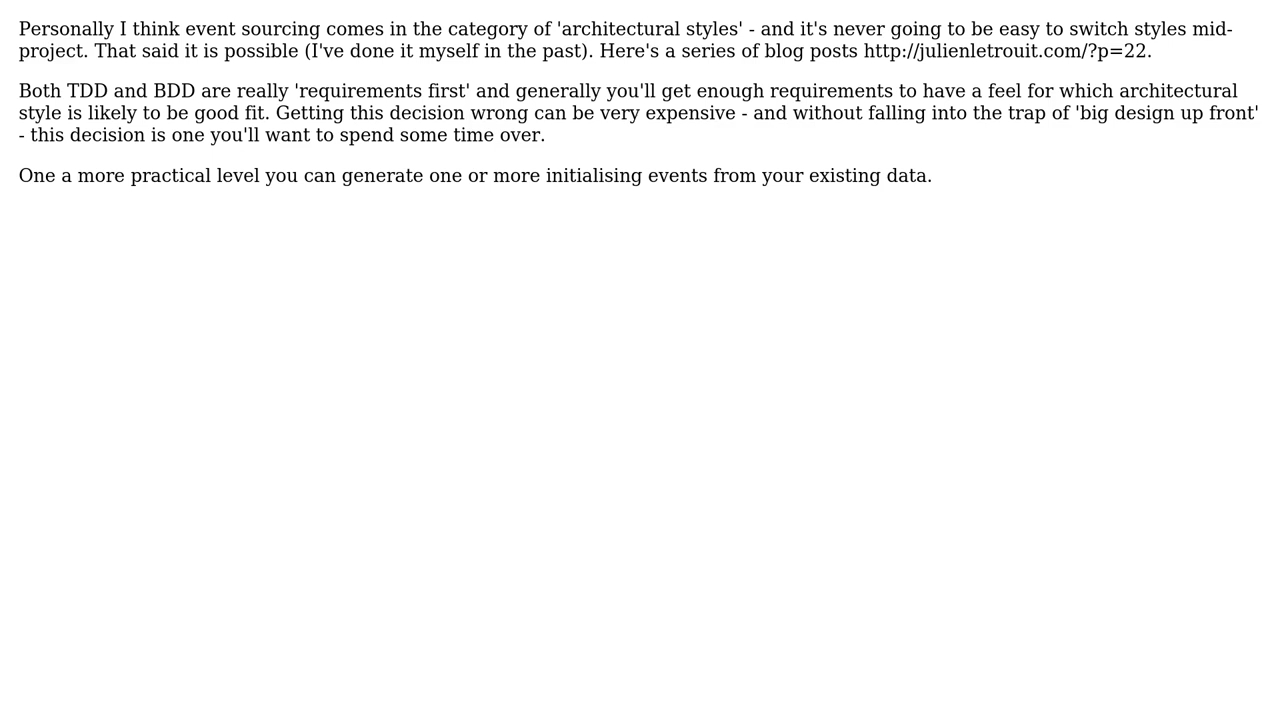 Personally I think event sourcing comes in the category of 'architectural styles' - and it's never going to be easy to switch styles mid-
project. That said it is possible (I've done it myself in the past). Here's a series of blog posts http://julienletrouit.com/?p=22.
Both TDD and BDD are really 'requirements first' and generally you'll get enough requirements to have a feel for which architectural
style is likely to be good fit. Getting this decision wrong can be very expensive - and without falling into the trap of 'big design up front'
- this decision is one you'll want to spend some time over.
One a more practical level you can generate one or more initialising events from your existing data.